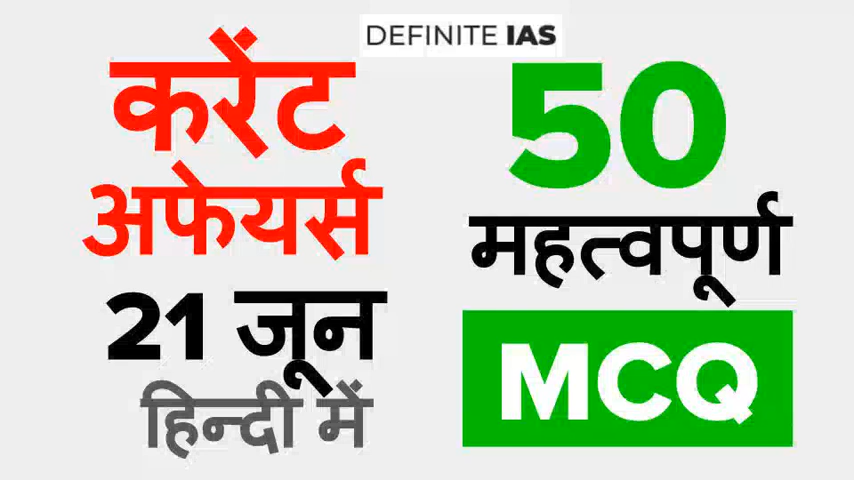 DEFINITE IAS
करेंट
अफेयर्स
21 जून
हिन्दी में
50
महत्वपूर्ण
MCQ